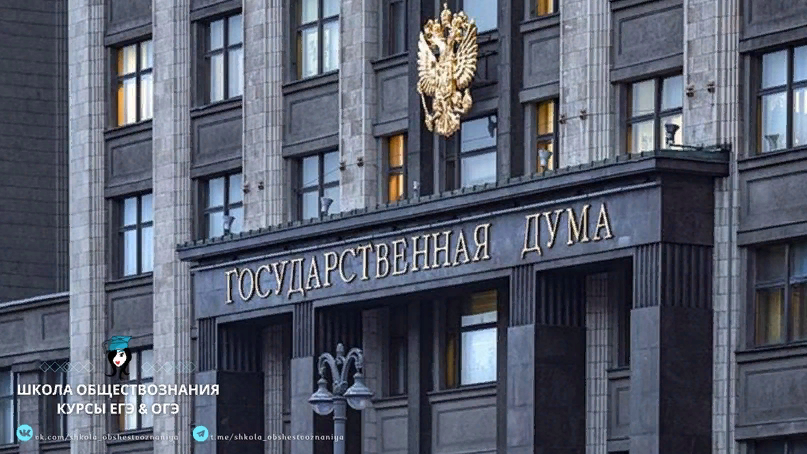 ГОСУДАРСТВЕННАЯ ДУМА
ШКОЛА ОБЩЕСТВОЗНАНИЯ
КУРСЫ ЕГЭ & ОГЭ
vk.com/shkola_obshestvoznaniya
t.me/shkola_obshestvoznaniya